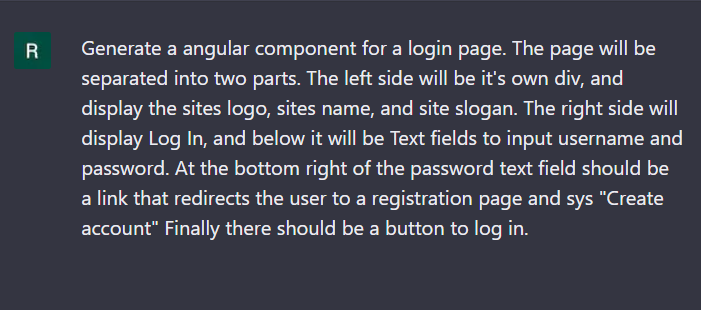 R
Generate a angular component for a login page. The page will be
separated into two parts. The left side will be it's own div, and
display the sites logo, sites name, and site slogan. The right side will
display Log In, and below it will be Text fields to input username and
password. At the bottom right of the password text field should be
a link that redirects the user to a registration page and sys "Create
account" Finally there should be a button to log in.